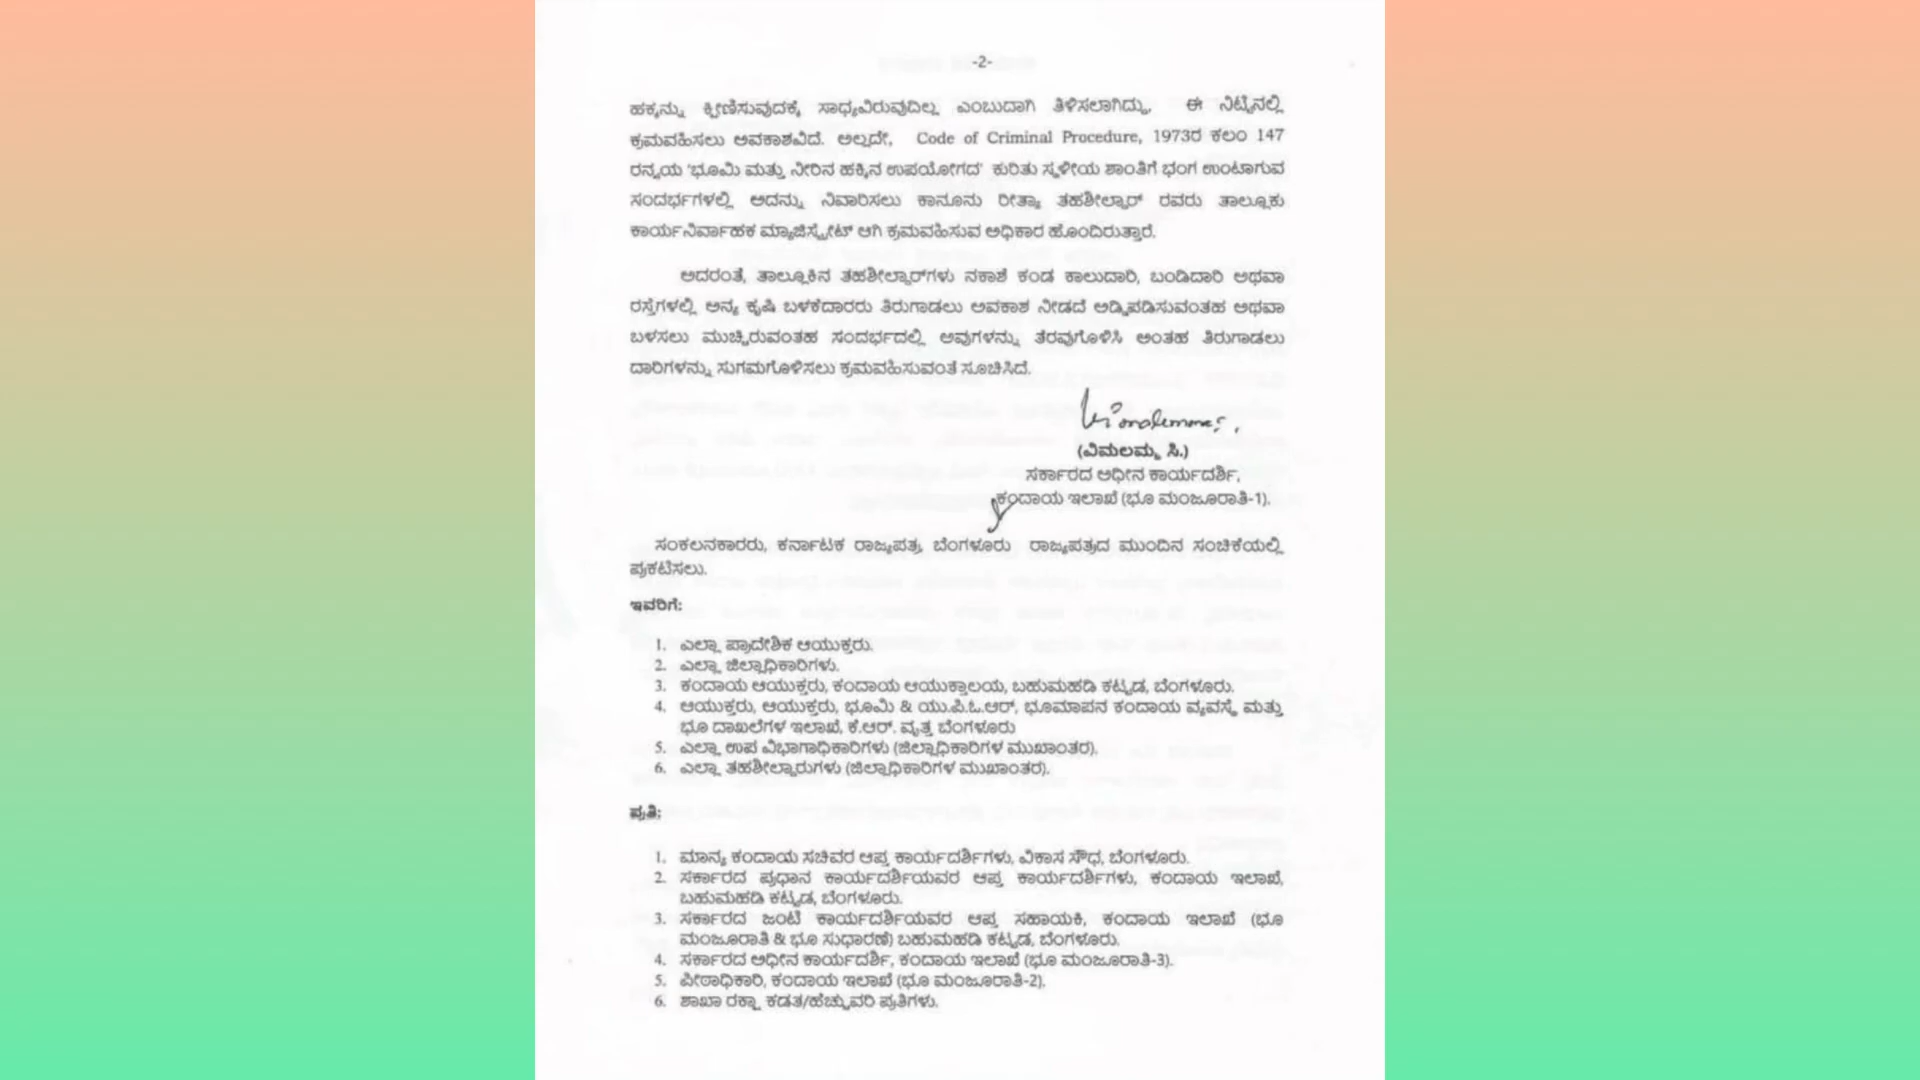 -2-
ಹಕ್ಕನ್ನು ಕ್ಷೀಣಿಸುವುದಕ್ಕೆ ಸಾಧ್ಯವಿರುವುದಿಲ್ಲ ಎಂಬುದಾಗಿ ತಿಳಿಸಲಾಗಿದ್ದು, ಈ ನಿಟ್ಟಿನಲ್ಲಿ
ಕ್ರಮವಹಿಸಲು ಅವಕಾಶವಿದೆ. ಅಲ್ಲದೇ, Code of Criminal Procedure, 1973ರ ಕಲಂ 147
ರನ್ವಯ 'ಭೂಮಿ ಮತ್ತು ನೀರಿನ ಹಕ್ಕಿನ ಉಪಯೋಗದ' ಕುರಿತು ಸ್ಥಳೀಯ ಶಾಂತಿಗೆ ಭಂಗ ಉಂಟಾಗುವ
ಸಂದರ್ಭಗಳಲ್ಲಿ ಅದನ್ನು ನಿವಾರಿಸಲು ಕಾನೂನು ರೀತ್ಯಾ ತಹಶೀಲ್ದಾರ್ ರವರು ತಾಲ್ಲೂಕು
ಕಾರ್ಯನಿರ್ವಾಹಕ ಮ್ಯಾಜಿಸ್ಟ್ರೇಟ್ ಆಗಿ ಕ್ರಮವಹಿಸುವ ಅಧಿಕಾರ ಹೊಂದಿರುತ್ತಾರೆ.
ಅದರಂತೆ, ತಾಲ್ಲೂಕಿನ ತಹಶೀಲ್ದಾರ್‌ಗಳು ನಕಾಶೆ ಕಂಡ ಕಾಲುದಾರಿ, ಬಂಡಿದಾರಿ ಅಥವಾ
ರಸ್ತೆಗಳಲ್ಲಿ ಅನ್ಯ ಕೃಷಿ ಬಳಕೆದಾರರು ತಿರುಗಾಡಲು ಅವಕಾಶ ನೀಡದೆ ಅಡ್ಡಿಪಡಿಸುವಂತಹ ಅಥವಾ
ಬಳಸಲು ಮುಚ್ಚಿರುವಂತಹ ಸಂದರ್ಭದಲ್ಲಿ ಅವುಗಳನ್ನು ತೆರವುಗೊಳಿಸಿ ಅಂತಹ ತಿರುಗಾಡಲು
ದಾರಿಗಳನ್ನು ಸುಗಮಗೊಳಿಸಲು ಕ್ರಮವಹಿಸುವಂತೆ ಸೂಚಿಸಿದೆ.
(ವಿಮಲಮ್ಮ ಸಿ.)
ಸರ್ಕಾರದ ಅಧೀನ ಕಾರ್ಯದರ್ಶಿ,
ಕಂದಾಯ ಇಲಾಖೆ (ಭೂ ಮಂಜೂರಾತಿ-1).
ಸಂಕಲನಕಾರರು, ಕರ್ನಾಟಕ ರಾಜ್ಯಪತ್ರ, ಬೆಂಗಳೂರು ರಾಜ್ಯಪತ್ರದ ಮುಂದಿನ ಸಂಚಿಕೆಯಲ್ಲಿ
ಪ್ರಕಟಿಸಲು.
ಇವರಿಗೆ:
1. ಎಲ್ಲಾ ಪ್ರಾದೇಶಿಕ ಆಯುಕ್ತರು.
2. ಎಲ್ಲಾ ಜಿಲ್ಲಾಧಿಕಾರಿಗಳು.
3. ಕಂದಾಯ ಆಯುಕ್ತರು, ಕಂದಾಯ ಆಯುಕ್ತಾಲಯ, ಬಹುಮಹಡಿ ಕಟ್ಟಡ, ಬೆಂಗಳೂರು.
4. ಆಯುಕ್ತರು, ಆಯುಕ್ತರು, ಭೂಮಿ & ಯು.ಪಿ.ಓ.ಆರ್, ಭೂಮಾಪನ ಕಂದಾಯ ವ್ಯವಸ್ಥೆ ಮತ್ತು
ಭೂ ದಾಖಲೆಗಳ ಇಲಾಖೆ, ಕೆ.ಆರ್. ವೃತ್ತ ಬೆಂಗಳೂರು
5. ಎಲ್ಲಾ ಉಪ ವಿಭಾಗಾಧಿಕಾರಿಗಳು (ಜಿಲ್ಲಾಧಿಕಾರಿಗಳ ಮುಖಾಂತರ).
6. ಎಲ್ಲಾ ತಹಶೀಲ್ದಾರುಗಳು (ಜಿಲ್ಲಾಧಿಕಾರಿಗಳ ಮುಖಾಂತರ).
ಪ್ರತಿ:
1. ಮಾನ್ಯ ಕಂದಾಯ ಸಚಿವರ ಆಪ್ತ ಕಾರ್ಯದರ್ಶಿಗಳು, ವಿಕಾಸ ಸೌಧ, ಬೆಂಗಳೂರು.
2. ಸರ್ಕಾರದ ಪ್ರಧಾನ ಕಾರ್ಯದರ್ಶಿಯವರ ಆಪ್ತ ಕಾರ್ಯದರ್ಶಿಗಳು, ಕಂದಾಯ ಇಲಾಖೆ,
ಬಹುಮಹಡಿ ಕಟ್ಟಡ, ಬೆಂಗಳೂರು.
3. ಸರ್ಕಾರದ ಜಂಟಿ ಕಾರ್ಯದರ್ಶಿಯವರ ಆಪ್ತ ಸಹಾಯಕಿ, ಕಂದಾಯ ಇಲಾಖೆ (ಭೂ
ಮಂಜೂರಾತಿ & ಭೂ ಸುಧಾರಣೆ) ಬಹುಮಹಡಿ ಕಟ್ಟಡ, ಬೆಂಗಳೂರು.
4. ಸರ್ಕಾರದ ಅಧೀನ ಕಾರ್ಯದರ್ಶಿ, ಕಂದಾಯ ಇಲಾಖೆ (ಭೂ ಮಂಜೂರಾತಿ-3).
5. ಪೀಠಾಧಿಕಾರಿ, ಕಂದಾಯ ಇಲಾಖೆ (ಭೂ ಮಂಜೂರಾತಿ-2).
6. ಶಾಖಾ ರಕ್ಷಾ ಕಡತ/ಹೆಚ್ಚುವರಿ ಪ್ರತಿಗಳು.